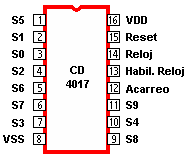 S5 1 16 VDD
S1 2 15 Reset
S0 3 14 Reloj
S2 4 CD 13 Habil. Reloj
S6 5 4017 12 Acarreo
S7 6 11 S9
S3 7 10 S4
VSS 8 9 S8